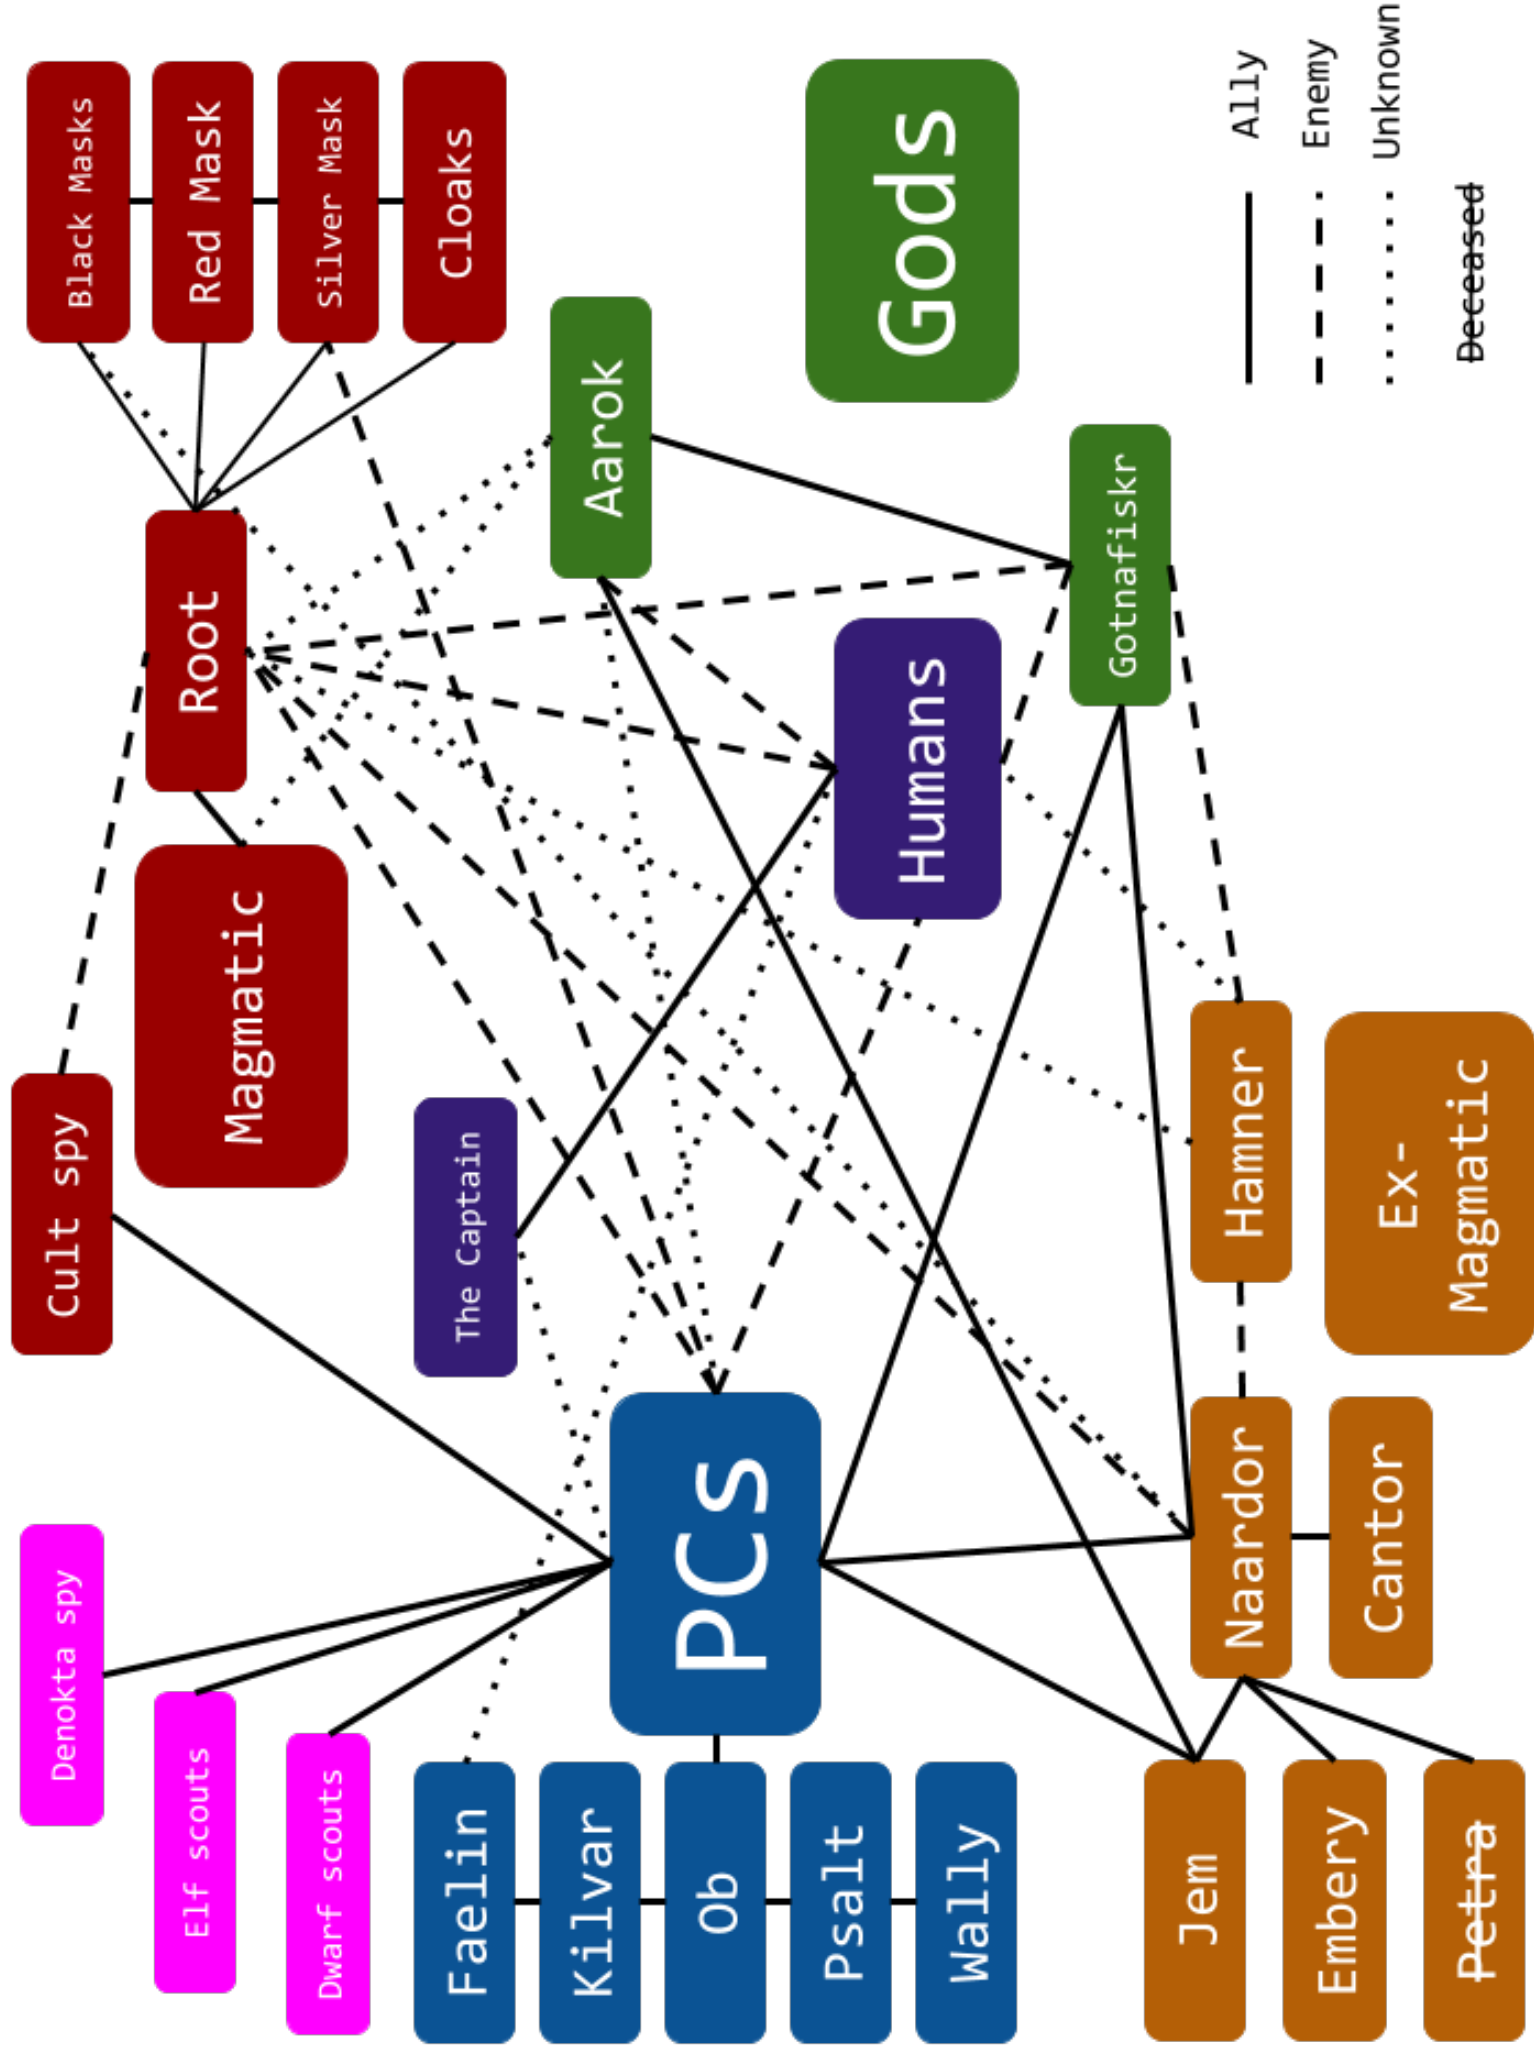 Denokta spy
Elf scouts
Dwarf scouts
Faelin
Kilvar
Ob
Psalt
Wally
Jem
Embery
Petra
Cult spy
The Captain
PCs
Naardor
Cantor
Magmatic
Hamner
Ex-
Magmatic
Root
Humans
Gotnafiskr
Black Masks
Red Mask
Silver Mask
Cloaks
Aarok
Gods
Ally
Enemy
Unknown
Deceased